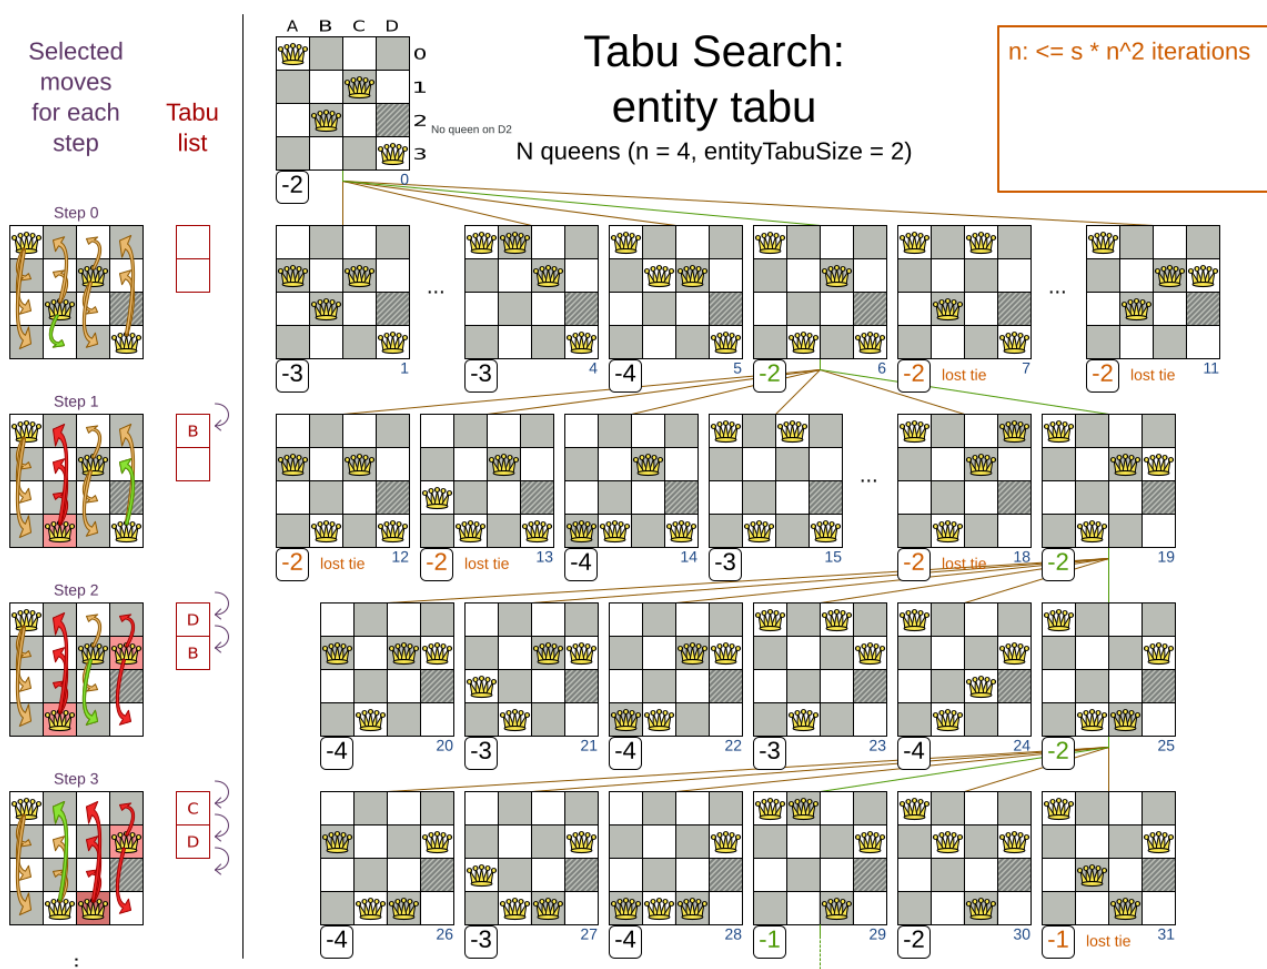 Selected
moves
for each
step
Tabu
list
A B C D
0
1
2
3
No queen on D2
-2
0
Tabu Search:
entity tabu
N queens (n = 4, entityTabuSize = 2)
n: <= s * n^2 iterations
Step 0
...
...
-3 1
-3 4
-4 5
-2 6
-2 lost tie 7
-2 lost tie 11
Step 1
B
...
-2 lost tie 12
-2 lost tie 13
-4 14
-3 15
-2 lost tie 18
-2 19
Step 2
D
B
-4 20
-3 21
-4 22
-3 23
-4 24
-2 25
Step 3
C
D
-4 26
-3 27
-4 28
-1 29
-2 30
-1 lost tie 31
: